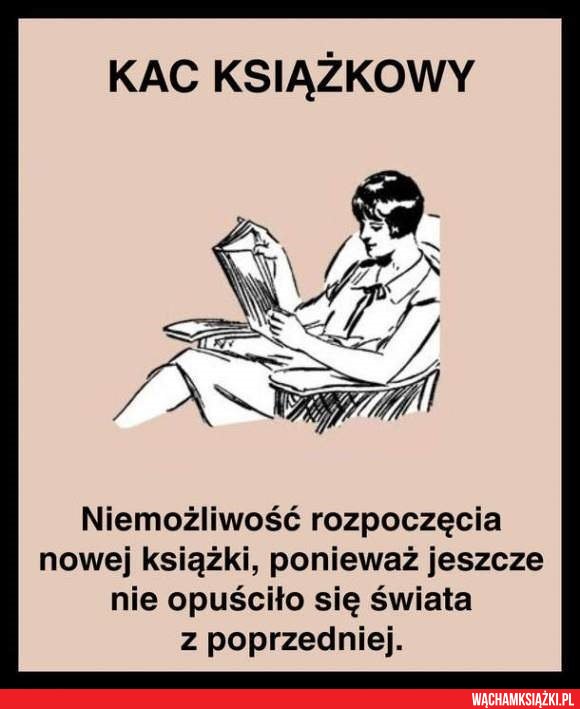 KAC KSIĄŻKOWY
Niemożliwość rozpoczęcia
nowej książki, ponieważ jeszcze
nie opuściło się świata
z poprzedniej.
WĄCHAMKSIĄŻKI.PL